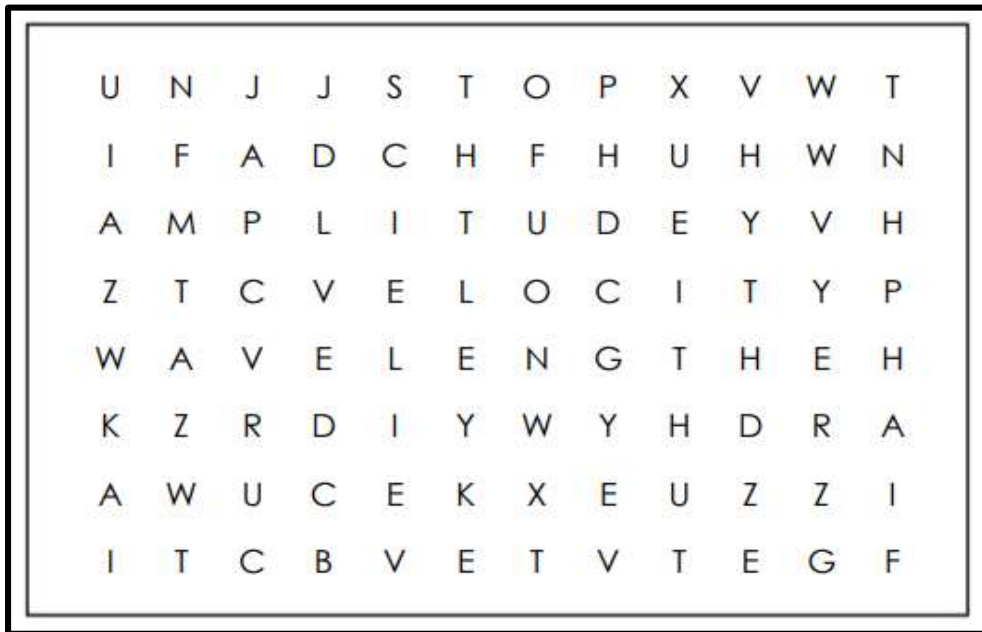 U N J J S T O P X V W T
I F A D C H F H U H W N
A M P L I T U D E Y V H
Z T C V E L O C I T Y P
W A V E L E N G T H E H
K Z R D I Y W Y H D R A
A W U C E K X E U Z Z I
I T C B V E T V T E G F